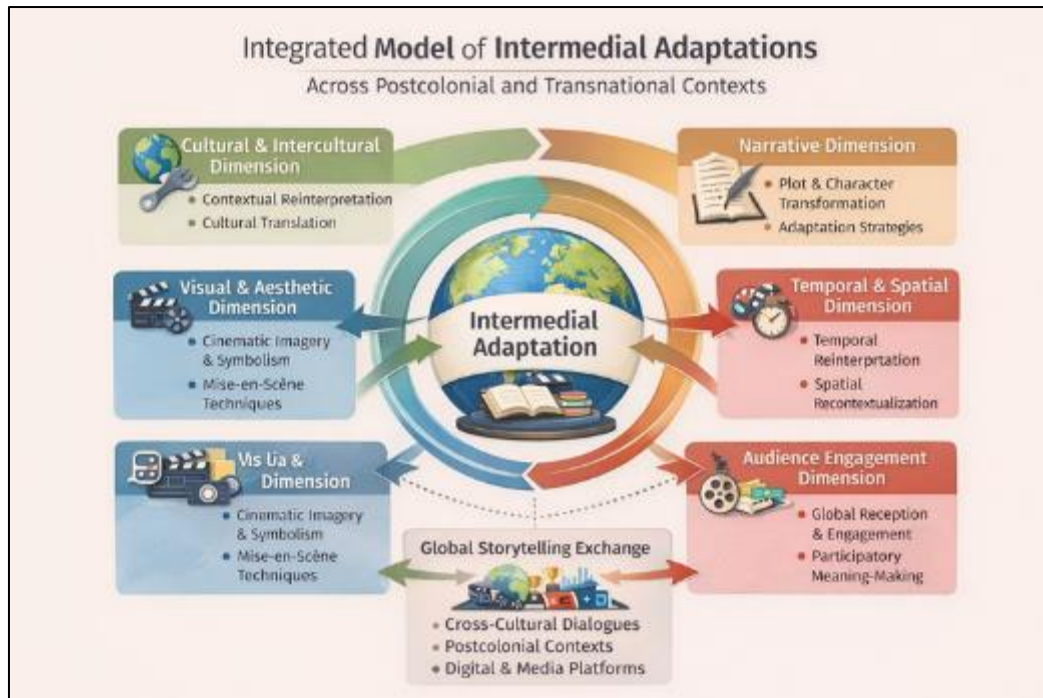 Integrated Model of Intermedial Adaptations
Across Postcolonial and Transnational Contexts
Cultural & Intercultural
Dimension
• Contextual Reinterpretation
• Cultural Translation
Narrative Dimension
• Plot & Character
Transformation
• Adaptation Strategies
Visual & Aesthetic
Dimension
• Cinematic Imagery
& Symbolism
• Mise-en-Scène
Techniques
Intermedial
Adaptation
Temporal & Spatial
Dimension
• Temporal
Reinterprtation
• Spatial
Recontextualization
Vis Ua &
Dimension
• Cinematic Imagery
& Symbolism
• Mise-en-Scène
Techniques
Audience Engagement
Dimension
• Global Reception
& Engagement
• Participatory
Meaning-Making
Global Storytelling Exchange
• Cross-Cultural Dialogues
• Postcolonial Contexts
• Digital & Media Platforms